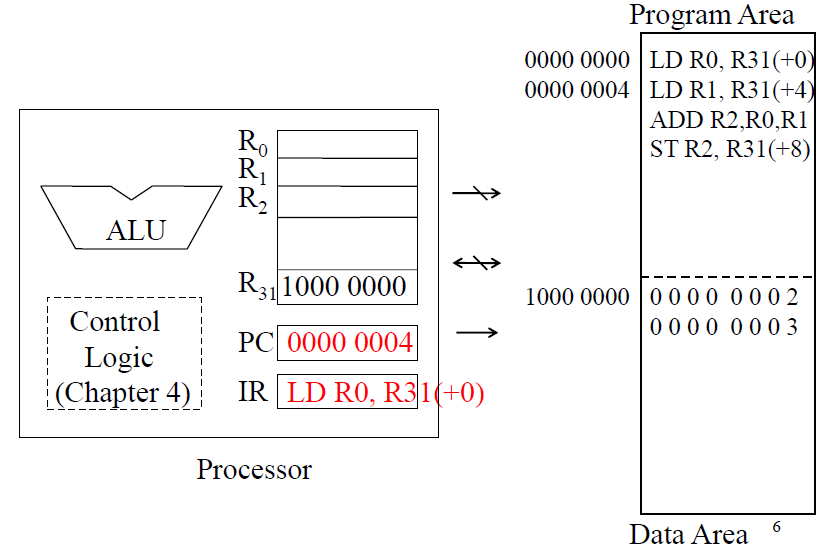 Program Area
0000 0000 LD R0, R31(+0)
0000 0004 LD R1, R31(+4)
ADD R2,R0,R1
ST R2, R31(+8)
R0
R1
R2
ALU
R31 1000 0000
1000 0000 0 0 0 0 0 0 0 2
0 0 0 0 0 0 0 3
Control
Logic
(Chapter 4)
PC 0000 0004
IR LD R0, R31(+0)
Processor
Data Area 6